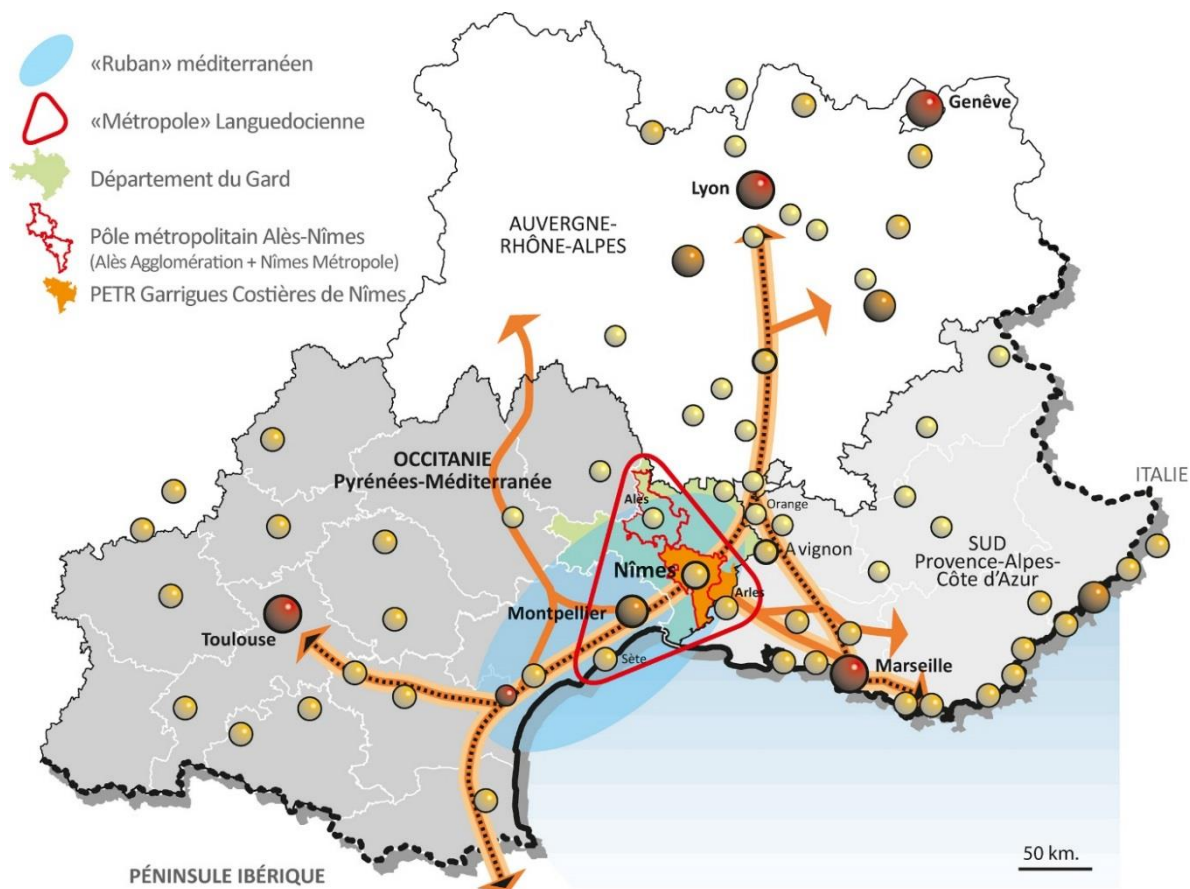 «Ruban» méditerranéen
«Métropole» Languedocienne
Département du Gard
Pôle métropolitain Alès-Nîmes
(Alès Agglomération + Nîmes Métropole)
PETR Garrigues Costières de Nîmes
Genêve
Lyon
AUVERGNE-
RHÔNE-ALPES
OCCITANIE
Pyrénées-Méditerranée
ITALIE
Alès
Orange
Avignon
SUD
Provence-Alpes-
Côte d'Azur
Nîmes
Arles
Montpellier
Toulouse
Sète
Marseille
50 km.
PÉNINSULE IBÉRIQUE